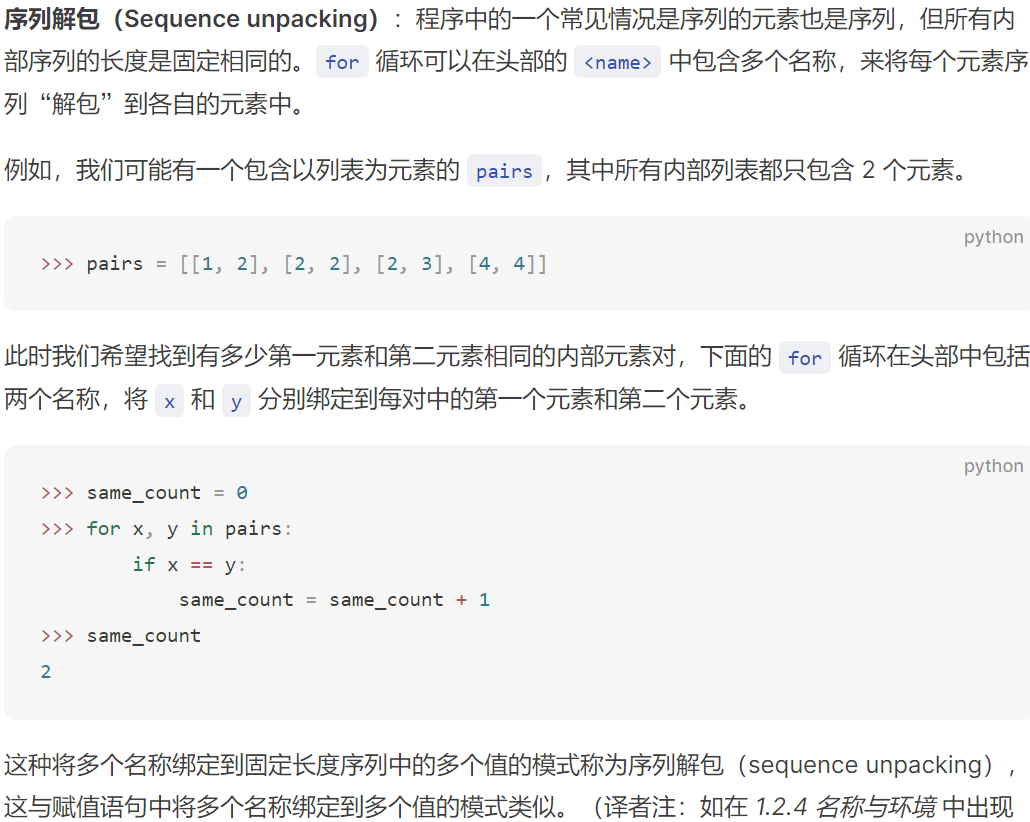 序列解包（Sequence unpacking）：程序中的一个常见情况是序列的元素也是序列，但所有内
部序列的长度是固定相同的。 for 循环可以在头部的 <name> 中包含多个名称，来将每个元素序
列“解包”到各自的元素中。
例如，我们可能有一个包含以列表为元素的 pairs ，其中所有内部列表都只包含 2 个元素。
python
>>> pairs = [[1, 2], [2, 2], [2, 3], [4, 4]]
此时我们希望找到有多少第一元素和第二元素相同的内部元素对，下面的 for 循环在头部中包括
两个名称，将 x 和 y 分别绑定到每对中的第一个元素和第二个元素。
python
>>> same_count = 0
>>> for x, y in pairs:
        if x == y:
            same_count = same_count + 1
>>> same_count
2
这种将多个名称绑定到固定长度序列中的多个值的模式称为序列解包（sequence unpacking），
这与赋值语句中将多个名称绑定到多个值的模式类似。（译者注：如在 1.2.4 名称与环境 中出现